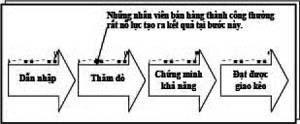 Những nhân viên bán hàng thành công thường
rất nỗ lực tạo ra kết quả tại bước này.
Dẫn nhập
Thăm dò
Chứng minh
khả năng
Đạt được
giao kèo